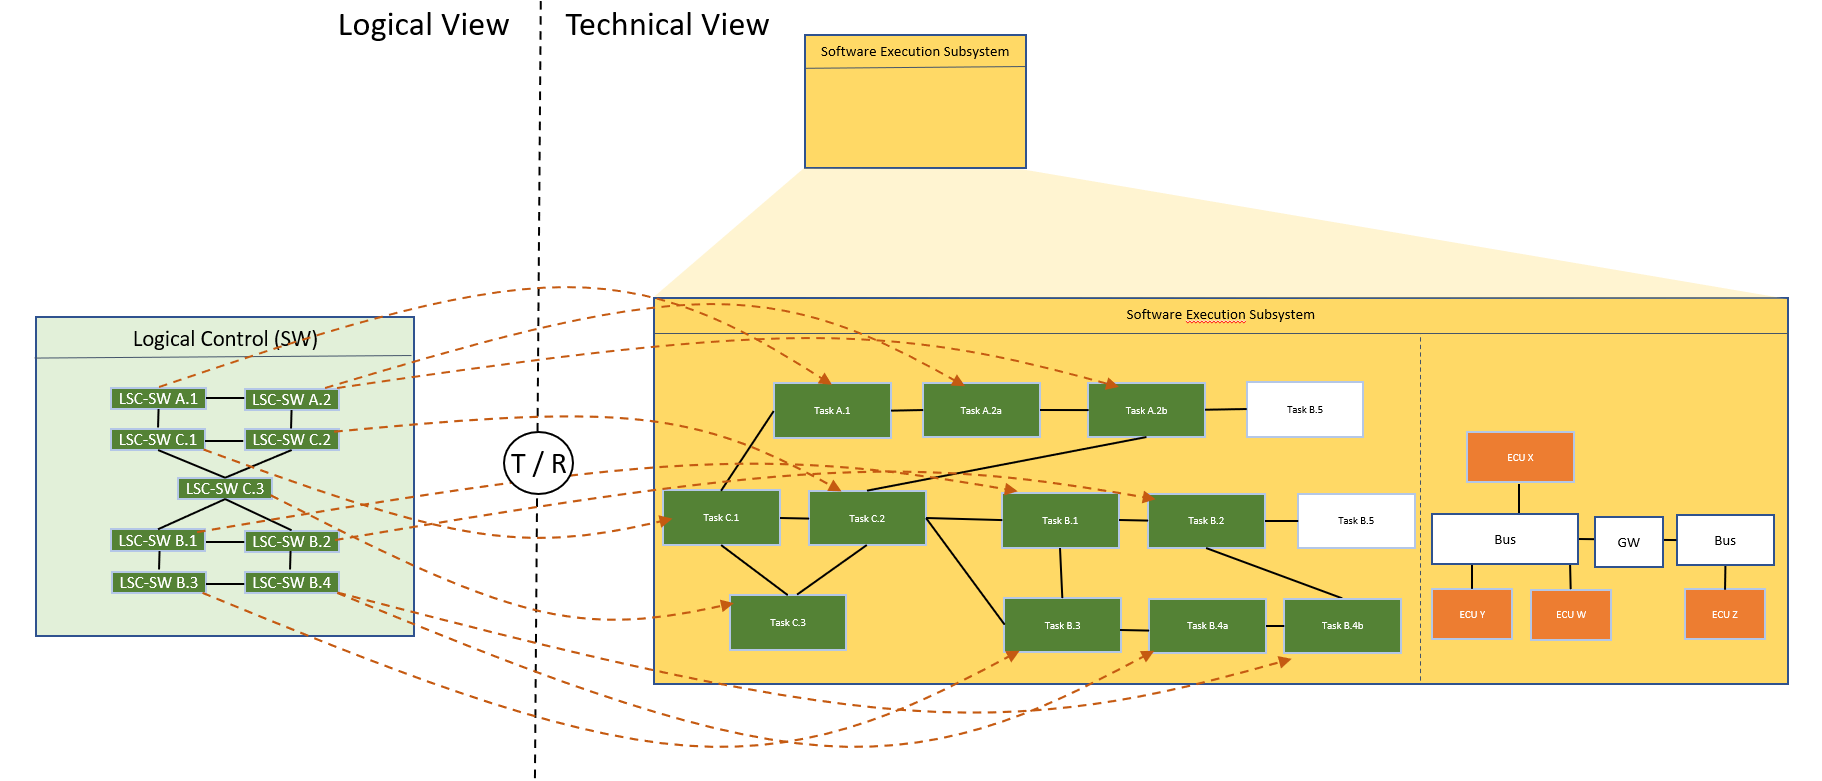 Logical View
Technical View
Software Execution Subsystem
Software Execution Subsystem
Logical Control (SW)
LSC-SW A.1
LSC-SW A.2
LSC-SW C.1
LSC-SW C.2
LSC-SW C.3
LSC-SW B.1
LSC-SW B.2
LSC-SW B.3
LSC-SW B.4
T / R
Task A.1
Task A.2a
Task A.2b
Task B.5
Task C.1
Task C.2
Task B.1
Task B.2
Task B.5
Task C.3
Task B.3
Task B.4a
Task B.4b
ECU X
Bus
GW
Bus
ECU Y
ECU W
ECU Z